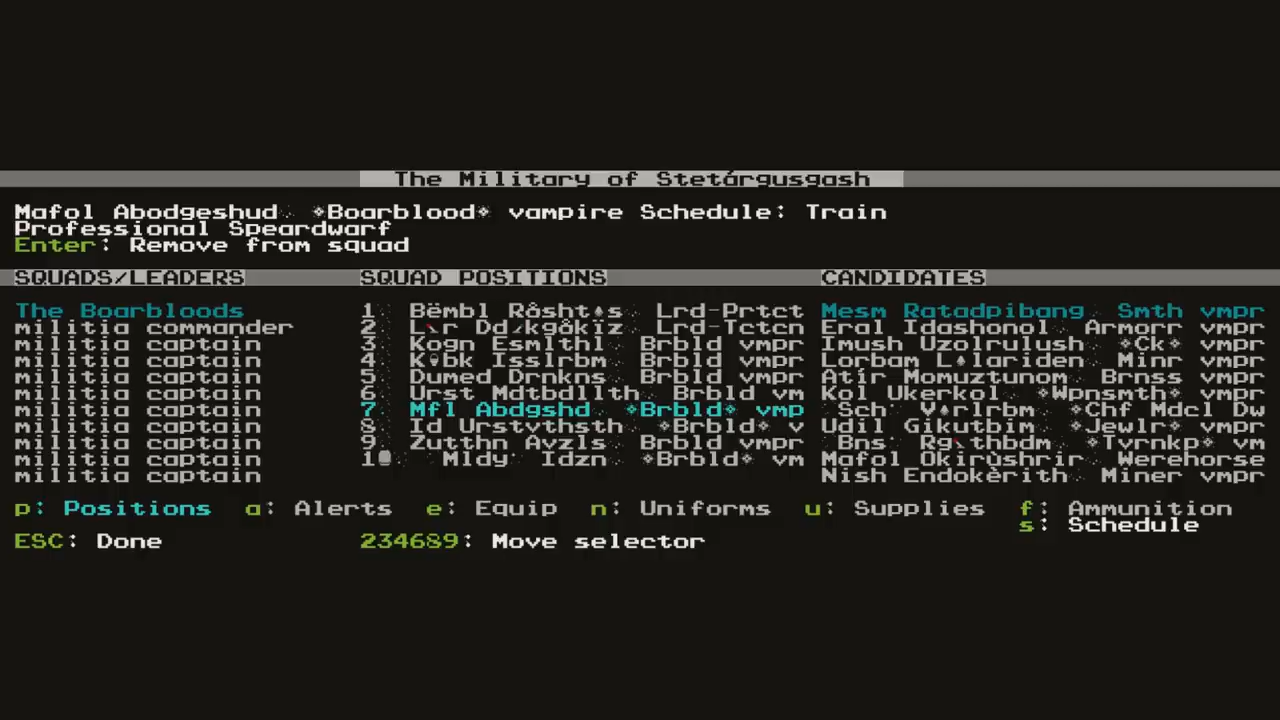 The Military of Stetárgusgash
Mafol Abodgeshud ☼Boarblood☼ vampire Schedule: Train
Professional Speardwarf
Enter: Remove from squad
SQUADS/LEADERS SQUAD POSITIONS CANDIDATES
The Boarbloods 1 Bëmbl Lrd-Prtct Mesm Ratadpibang Smth vmpr
militia commander 2 Lrd-Tctcn Eral Idashonol Armorr vmpr
militia captain 3 Kogn Esmlthl Brbld vmpr Imush Uzolrulush ☼Ck☼ vmpr
militia captain 4 Isslrbm Brbld vmpr Lorbam Minr vmpr
militia captain 5 Dumed Drnkns Brbld vmpr Atír Momuztunom Brnss vmpr
militia captain 6 Urst Mdtbdllth Brbld vm Kol Ukerkol ☼Wpnsmth☼ vmp
militia captain 7 Mfl Abdgshd ☼Brbld☼ vmp Sch ☼Chf Mdcl Dw
militia captain 8 Id Urstvthsth ☼Brbld☼ v Udil Gikutbim ☼Jewlr☼ vmpr
militia captain 9 Zutthn Avzls Brbld vmpr Bns ☼Tvrnkp☼ vm
militia captain Mldy Idzn ☼Brbld☼ vm Mafol Okirùshrir Werehorse
militia captain Nish Endokèrith Miner vmpr
p: Positions a: Alerts e: Equip n: Uniforms u: Supplies f: Ammunition
s: Schedule
ESC: Done 234689: Move selector